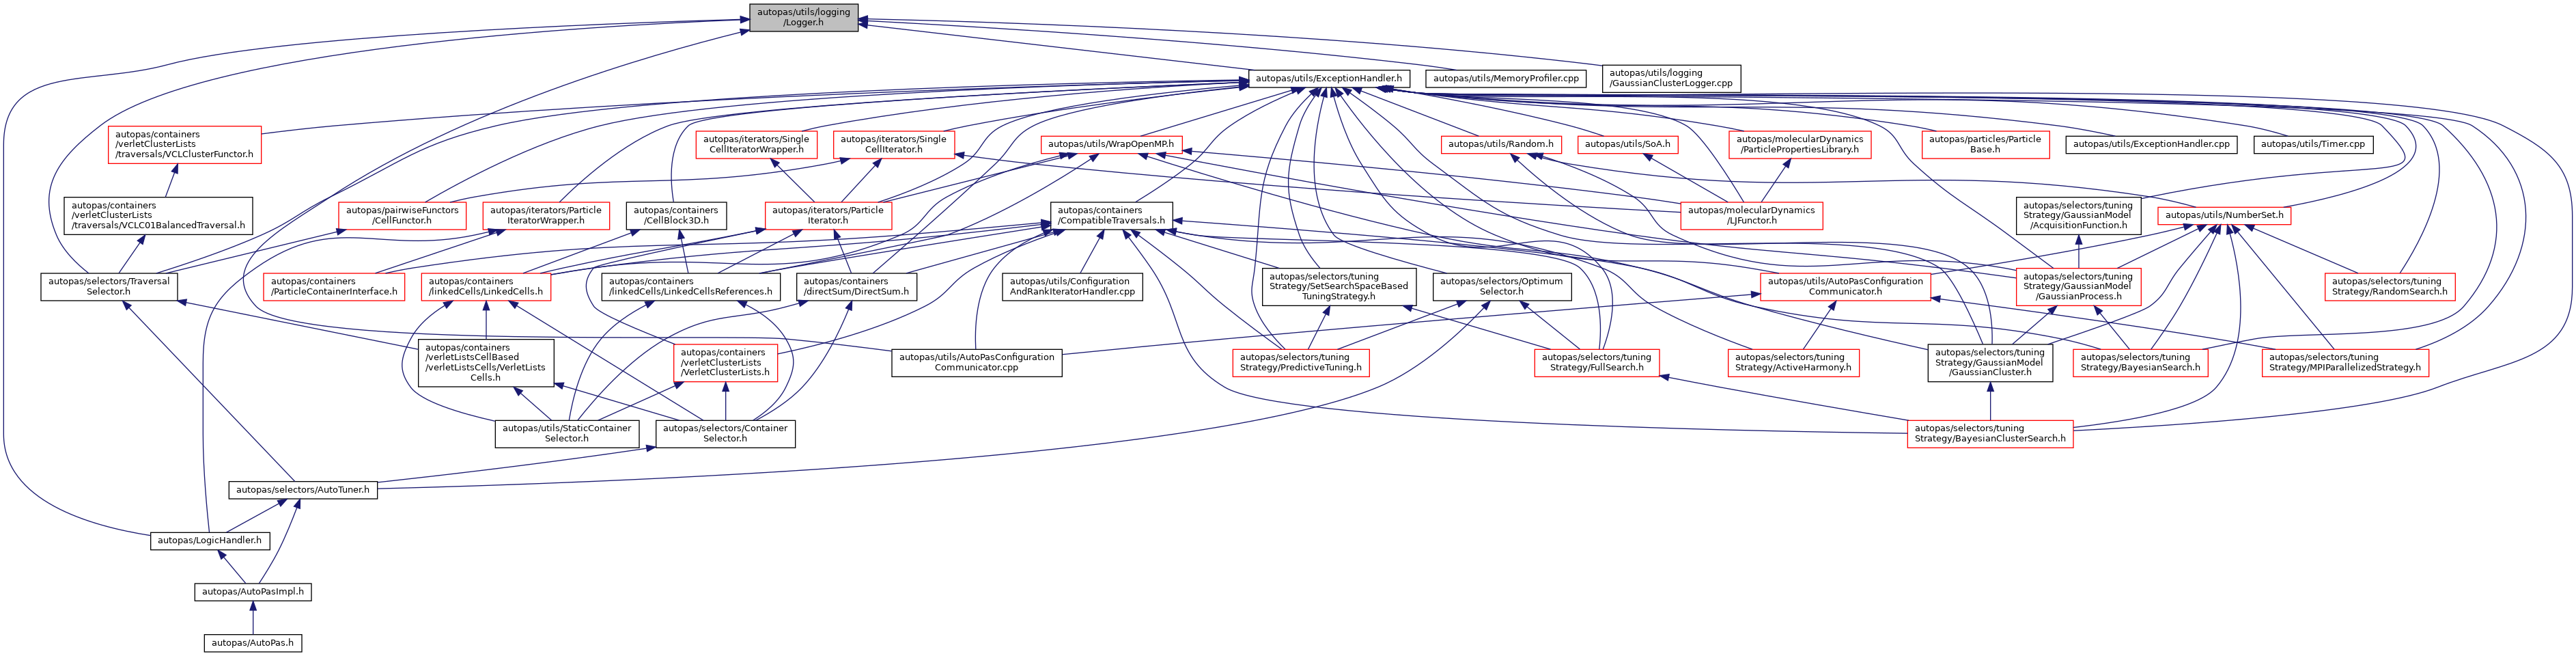 autopas/utils/logging
/Logger.h
autopas/utils/ExceptionHandler.h
autopas/utils/MemoryProfiler.cpp
autopas/utils/logging
/GaussianClusterLogger.cpp
autopas/containers
/verletClusterLists
/traversals/VCLClusterFunctor.h
autopas/iterators/Single
CellIteratorWrapper.h
autopas/iterators/Single
CellIterator.h
autopas/utils/WrapOpenMP.h
autopas/utils/Random.h
autopas/utils/SoA.h
autopas/molecularDynamics
/ParticlePropertiesLibrary.h
autopas/particles/Particle
Base.h
autopas/utils/ExceptionHandler.cpp
autopas/utils/Timer.cpp
autopas/containers
/verletClusterLists
/traversals/VCLC01BalancedTraversal.h
autopas/pairwiseFunctors
/CellFunctor.h
autopas/iterators/Particle
IteratorWrapper.h
autopas/containers
/CellBlock3D.h
autopas/iterators/Particle
Iterator.h
autopas/containers
/CompatibleTraversals.h
autopas/molecularDynamics
/LJFunctor.h
autopas/selectors/tuning
Strategy/GaussianModel
/AcquisitionFunction.h
autopas/utils/NumberSet.h
autopas/selectors/Traversal
Selector.h
autopas/containers
/ParticleContainerInterface.h
autopas/containers
/linkedCells/LinkedCells.h
autopas/containers
/linkedCells/LinkedCellsReferences.h
autopas/containers
/directSum/DirectSum.h
autopas/utils/Configuration
AndRankIteratorHandler.cpp
autopas/selectors/tuning
Strategy/SetSearchSpaceBased
TuningStrategy.h
autopas/selectors/Optimum
Selector.h
autopas/utils/AutoPasConfiguration
Communicator.h
autopas/selectors/tuning
Strategy/GaussianModel
/GaussianProcess.h
autopas/selectors/tuning
Strategy/RandomSearch.h
autopas/containers
/verletListsCellBased
/verletListsCells/VerletLists
Cells.h
autopas/containers
/verletClusterLists
/VerletClusterLists.h
autopas/utils/AutoPasConfiguration
Communicator.cpp
autopas/selectors/tuning
Strategy/PredictiveTuning.h
autopas/selectors/tuning
Strategy/FullSearch.h
autopas/selectors/tuning
Strategy/ActiveHarmony.h
autopas/selectors/tuning
Strategy/GaussianModel
/GaussianCluster.h
autopas/selectors/tuning
Strategy/BayesianSearch.h
autopas/selectors/tuning
Strategy/MPIParallelizedStrategy.h
autopas/utils/StaticContainer
Selector.h
autopas/selectors/Container
Selector.h
autopas/selectors/tuning
Strategy/BayesianClusterSearch.h
autopas/selectors/AutoTuner.h
autopas/LogicHandler.h
autopas/AutoPasImpl.h
autopas/AutoPas.h